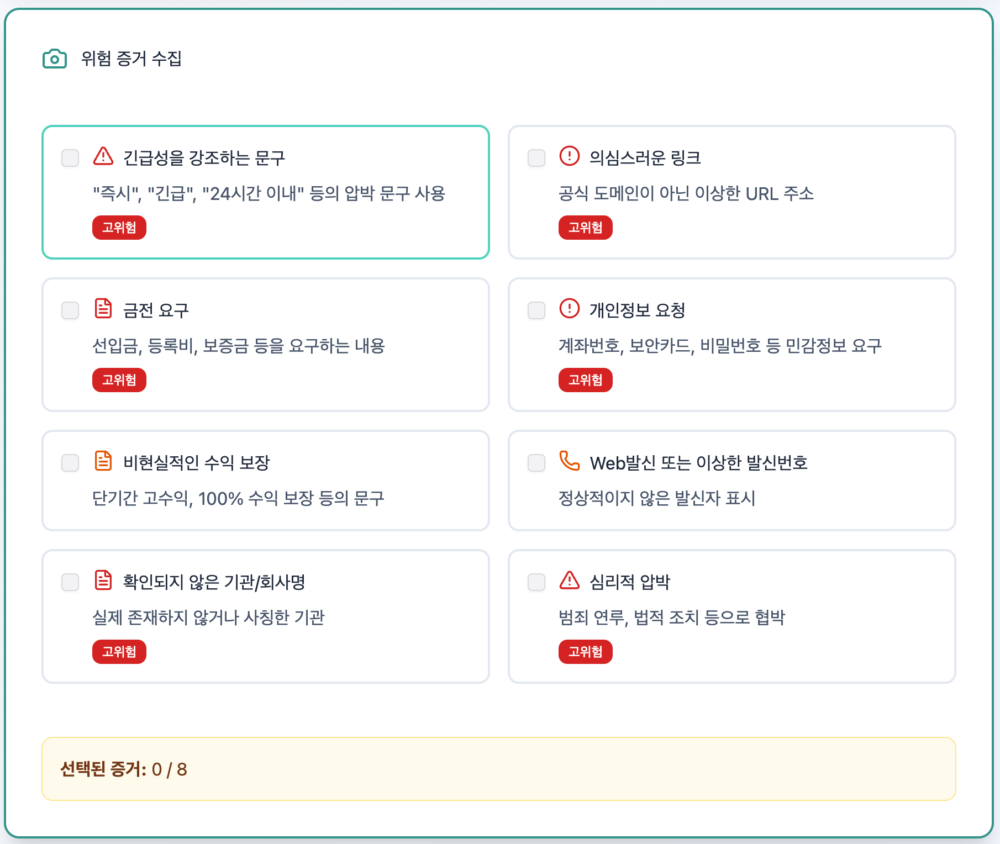 위험 증거 수집
긴급성을 강조하는 문구
"즉시", "긴급", "24시간 이내" 등의 압박 문구 사용
고위험
의심스러운 링크
공식 도메인이 아닌 이상한 URL 주소
고위험
금전 요구
선입금, 등록비, 보증금 등을 요구하는 내용
고위험
개인정보 요청
계좌번호, 보안카드, 비밀번호 등 민감정보 요구
고위험
비현실적인 수익 보장
단기간 고수익, 100% 수익 보장 등의 문구
Web발신 또는 이상한 발신번호
정상적이지 않은 발신자 표시
확인되지 않은 기관/회사명
실제 존재하지 않거나 사칭한 기관
고위험
심리적 압박
범죄 연루, 법적 조치 등으로 협박
고위험
선택된 증거: 0 / 8